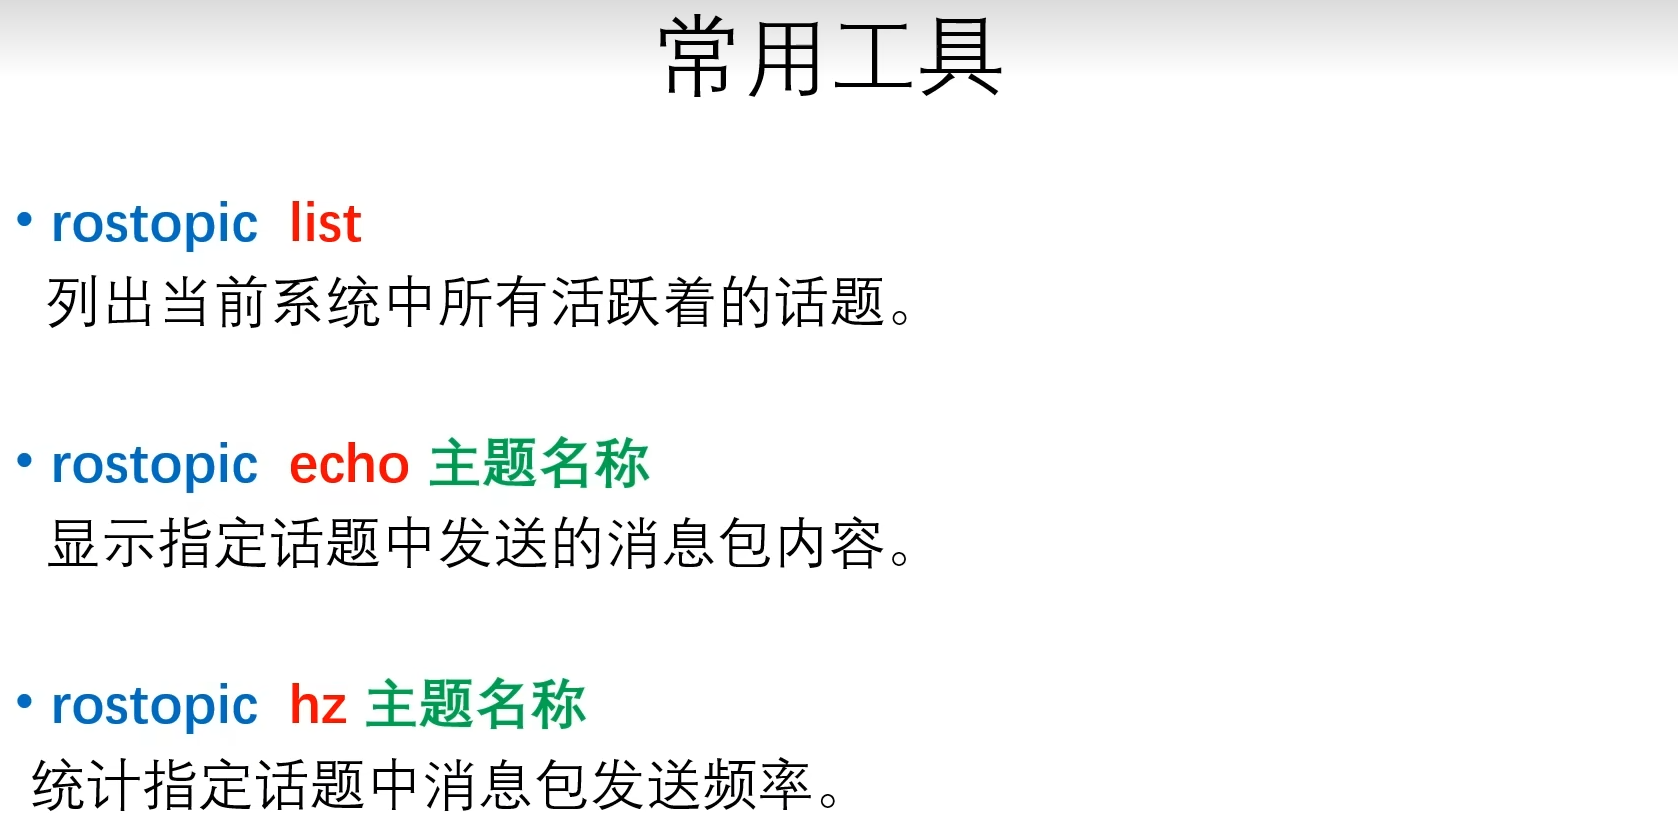 常用工具
• rostopic list
列出当前系统中所有活跃着的话题。
• rostopic echo 主题名称
显示指定话题中发送的消息包内容。
• rostopic hz 主题名称
统计指定话题中消息包发送频率。